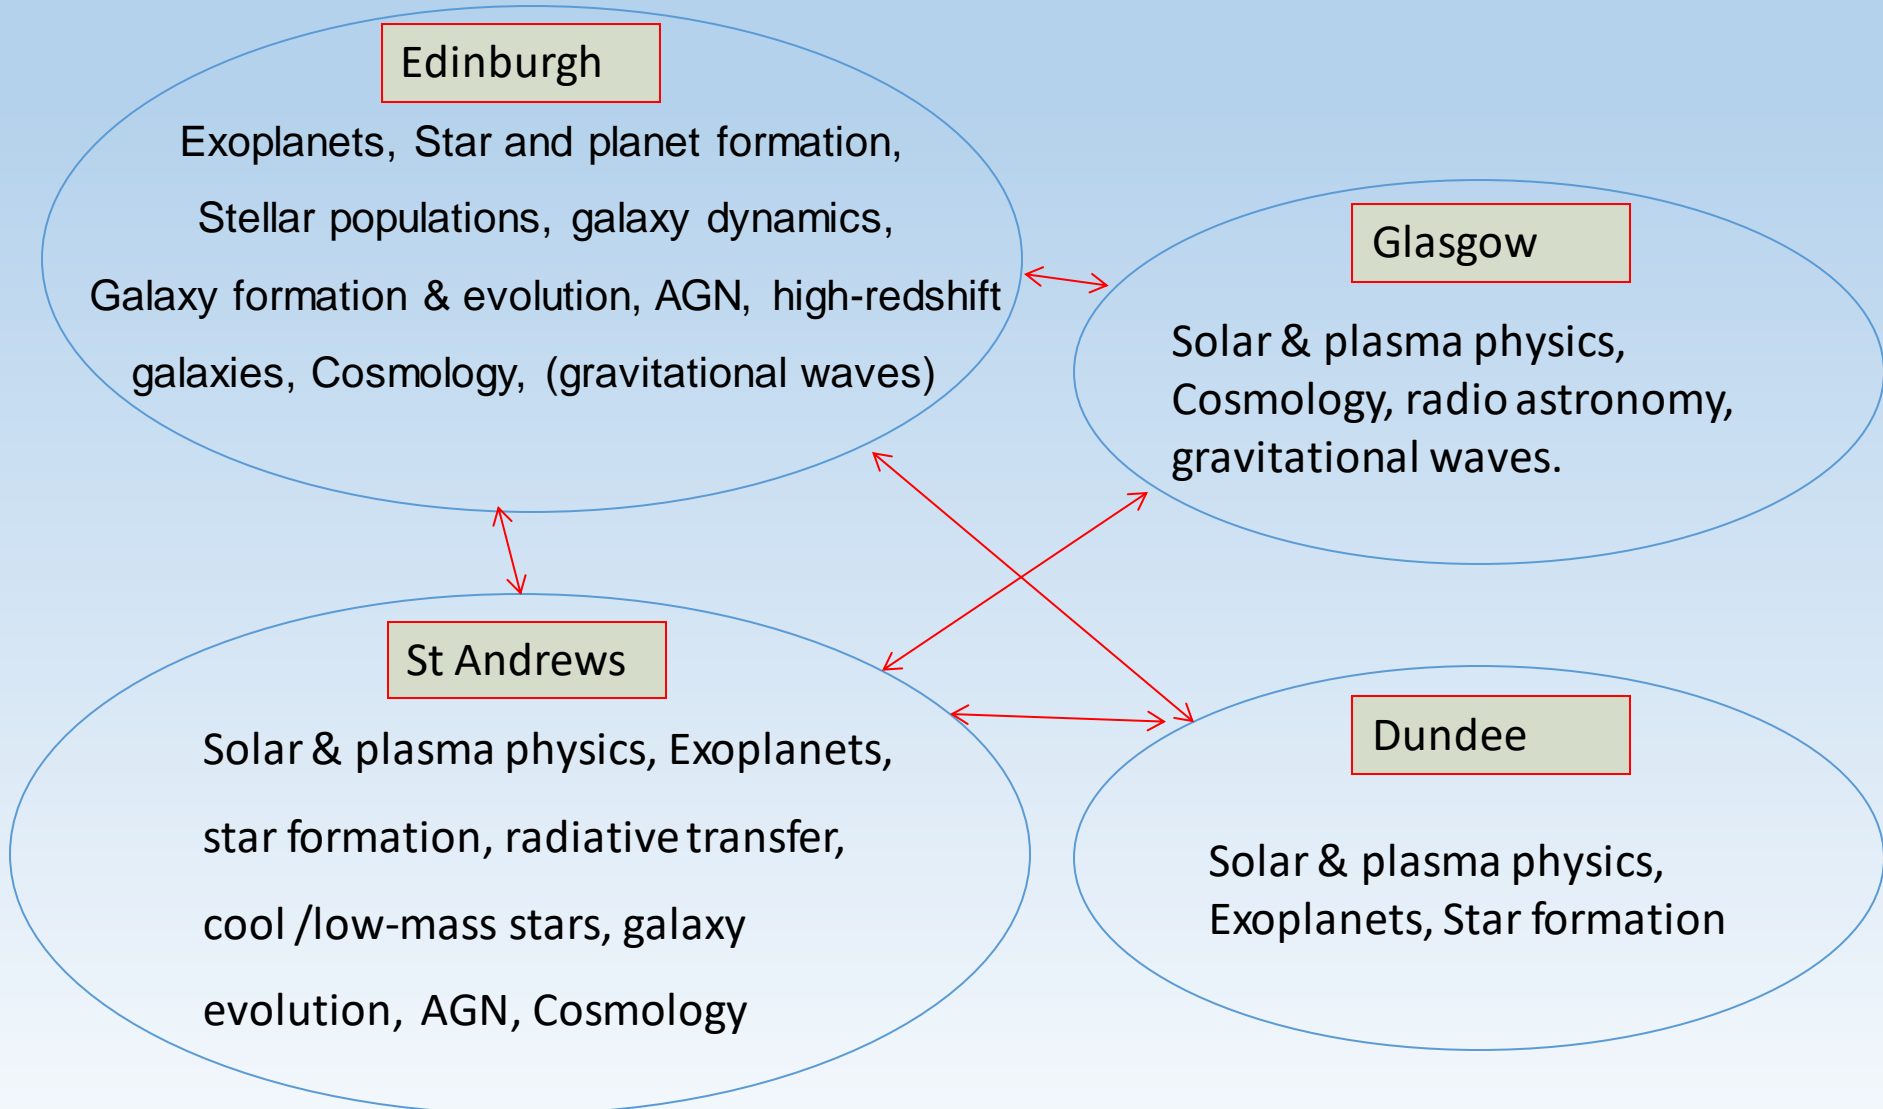 Edinburgh
Exoplanets, Star and planet formation,
Stellar populations, galaxy dynamics,
Galaxy formation & evolution, AGN, high-redshift
galaxies, Cosmology, (gravitational waves)
Glasgow
Solar & plasma physics,
Cosmology, radio astronomy,
gravitational waves.
St Andrews
Solar & plasma physics, Exoplanets,
star formation, radiative transfer,
cool /low-mass stars, galaxy
evolution, AGN, Cosmology
Dundee
Solar & plasma physics,
Exoplanets, Star formation